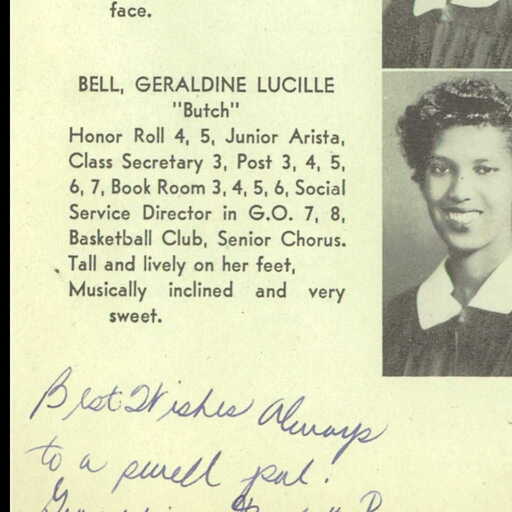 face.
BELL, GERALDINE LUCILLE
"Butch"
Honor Roll 4, 5, Junior Arista,
Class Secretary 3, Post 3, 4, 5,
6, 7, Book Room 3, 4, 5, 6, Social
Service Director in G.O. 7, 8,
Basketball Club, Senior Chorus.
Tall and lively on her feet,
Musically inclined and very
sweet.
Best Wishes Always
to a swell pal.